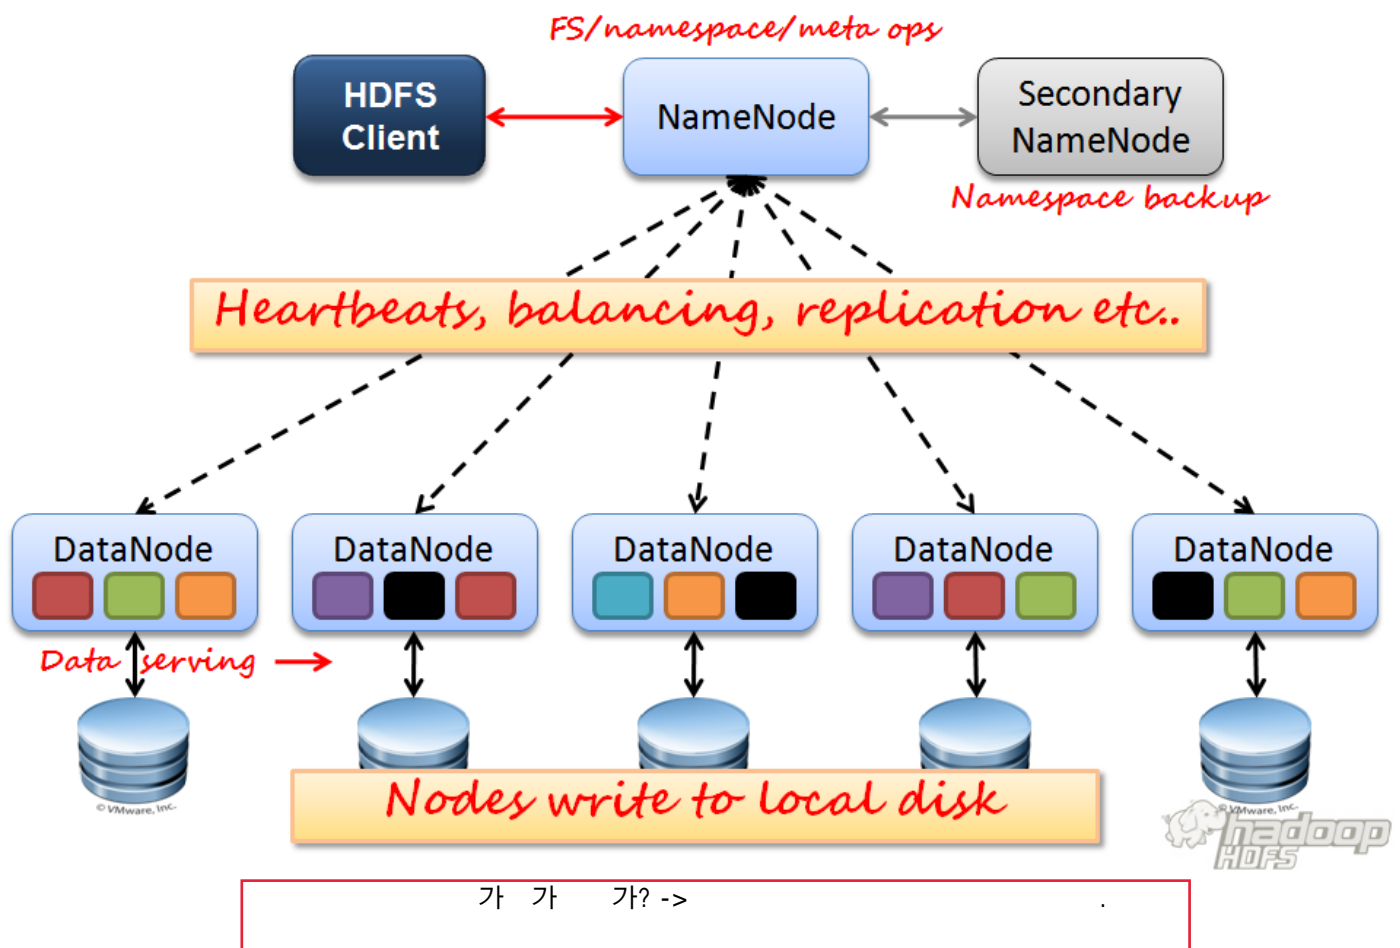 FS/namespace/meta ops
HDFS
Client
NameNode
Secondary
NameNode
Namespace backup
Heartbeats, balancing, replication etc..
DataNode
DataNode
DataNode
DataNode
DataNode
Data serving
© VMware, Inc.
© VMware, Inc.
Nodes write to local disk
hadoop
HDFS
가 가 가? -> .